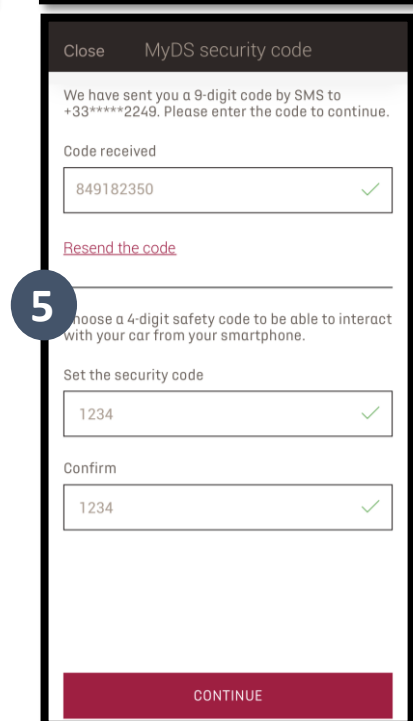 Close MyDS security code
We have sent you a 9-digit code by SMS to
+33*****2249. Please enter the code to continue.
Code received
849182350
Resend the code
5
hoose a 4-digit safety code to be able to interact
with your car from your smartphone.
Set the security code
1234
Confirm
1234
CONTINUE